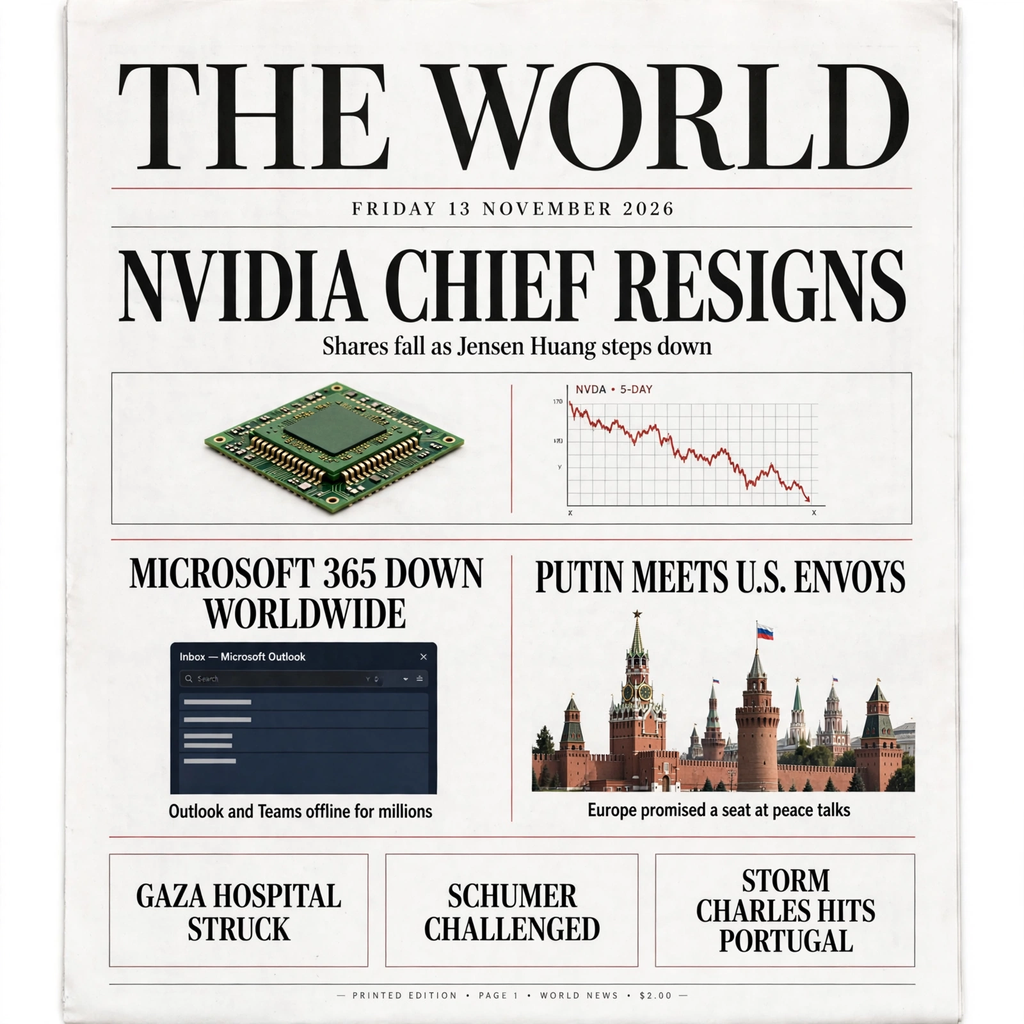 THE WORLD
FRIDAY 13 NOVEMBER 2026
NVIDIA CHIEF RESIGNS
Shares fall as Jensen Huang steps down
NVDA • 5-DAY
170
Y
X X
MICROSOFT 365 DOWN
WORLDWIDE
Inbox — Microsoft Outlook
Search
Outlook and Teams offline for millions
PUTIN MEETS U.S. ENVOYS
Europe promised a seat at peace talks
GAZA HOSPITAL
STRUCK
SCHUMER
CHALLENGED
STORM
CHARLES HITS
PORTUGAL
— PRINTED EDITION • PAGE 1 • WORLD NEWS • $2.00 —